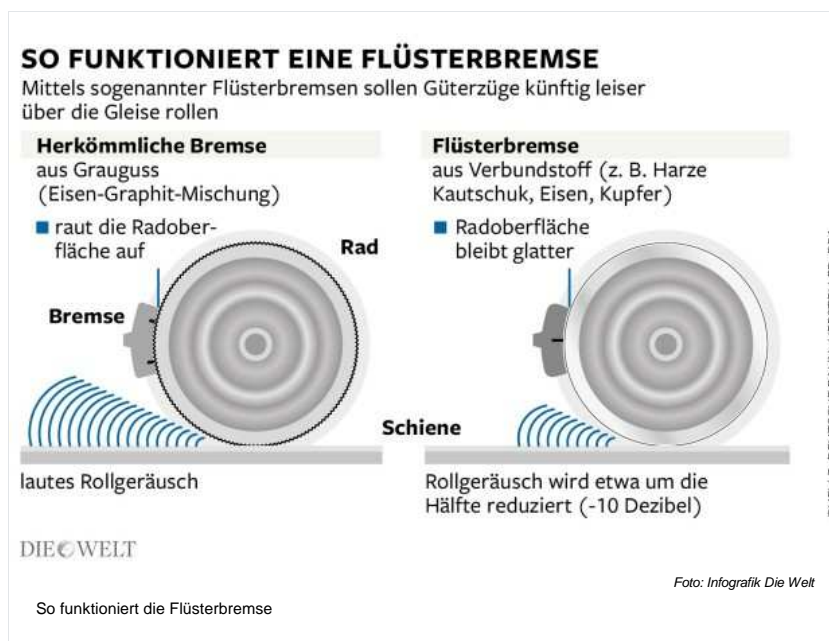 SO FUNKTIONIERT EINE FLÜSTERBREMSE
Mittels sogenannter Flüsterbremsen sollen Güterzüge künftig leiser
über die Gleise rollen
Herkömmliche Bremse
aus Grauguss
(Eisen-Graphit-Mischung)
raut die Radober-
fläche auf
Rad
Bremse
lautes Rollgeräusch
Flüsterbremse
aus Verbundstoff (z. B. Harze
Kautschuk, Eisen, Kupfer)
Radoberfläche
bleibt glatter
Schiene
Rollgeräusch wird etwa um die
Hälfte reduziert (-10 Dezibel)
DIE WELT
Foto: Infografik Die Welt
So funktioniert die Flüsterbremse